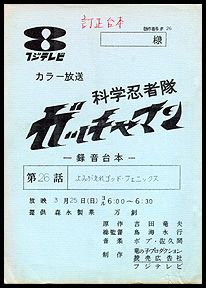 訂正台本
様
8
フジテレビ
カラー放送
科学忍者隊
ガッチャマン
―録音台本―
第26話
よみがえれゴッド・フェニックス
放映 3月25日(日) 6:00〜6:30
提供 森永製菓 万創
原作 吉田竜夫
総監督 鳥海永行
音楽 ボブ・佐久間
制作 竜の子プロダクション
読売広告社
フジテレビ